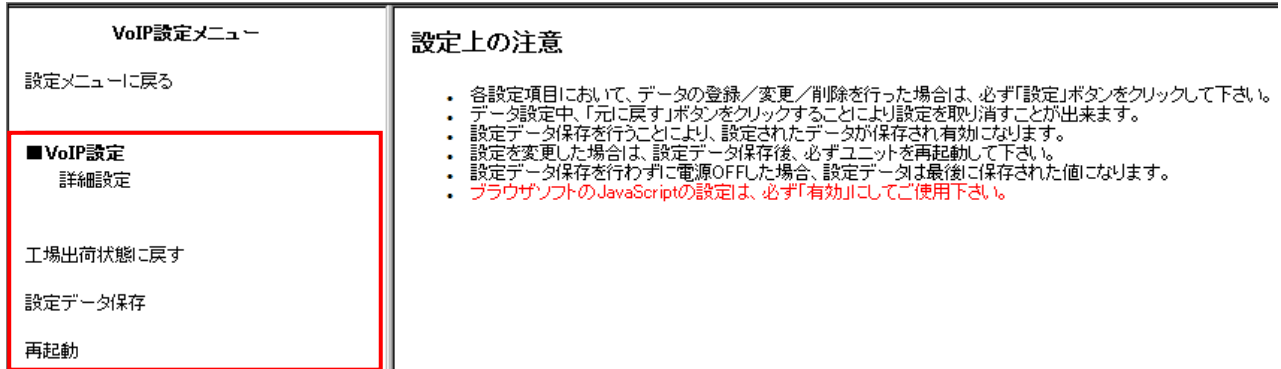 VoIP設定メニュー
設定メニューに戻る
■VoIP設定
詳細設定
工場出荷状態に戻す
設定データ保存
再起動
設定上の注意
・ 各設定項目において、データの登録／変更／削除を行った場合は、必ず「設定」ボタンをクリックして下さい。
・ データ設定中、「元に戻す」ボタンをクリックすることにより設定を取り消すことが出来ます。
・ 設定データ保存を行うことにより、設定されたデータが保存され有効になります。
・ 設定を変更した場合は、設定データ保存後、必ずユニットを再起動して下さい。
・ 設定データ保存を行わずに電源OFFした場合、設定データは最後に保存された値になります。
・ ブラウザソフトのJavaScriptの設定は、必ず「有効」にしてご使用下さい。